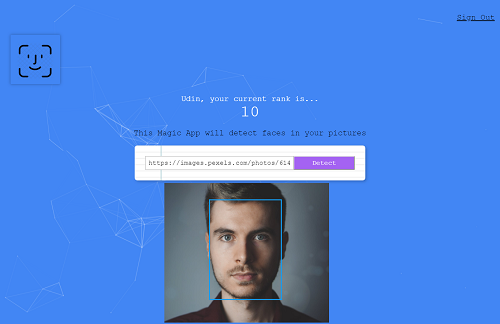 Sign Out
Udin, your current rank is...
10
This Magic App will detect faces in your pictures
https://images.pexels.com/photos/614
Detect